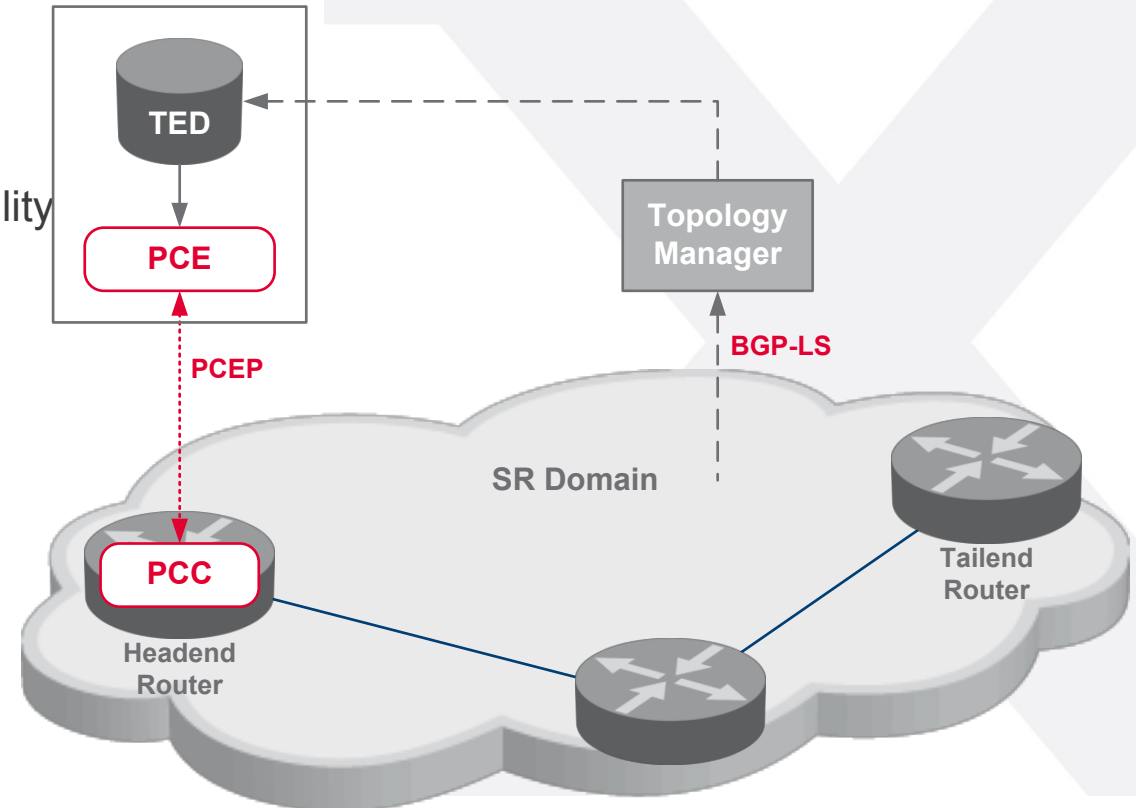 TED
lity
PCE
Topology
Manager
BGP-LS
PCEP
SR Domain
PCC
Headend
Router
Tailend
Router